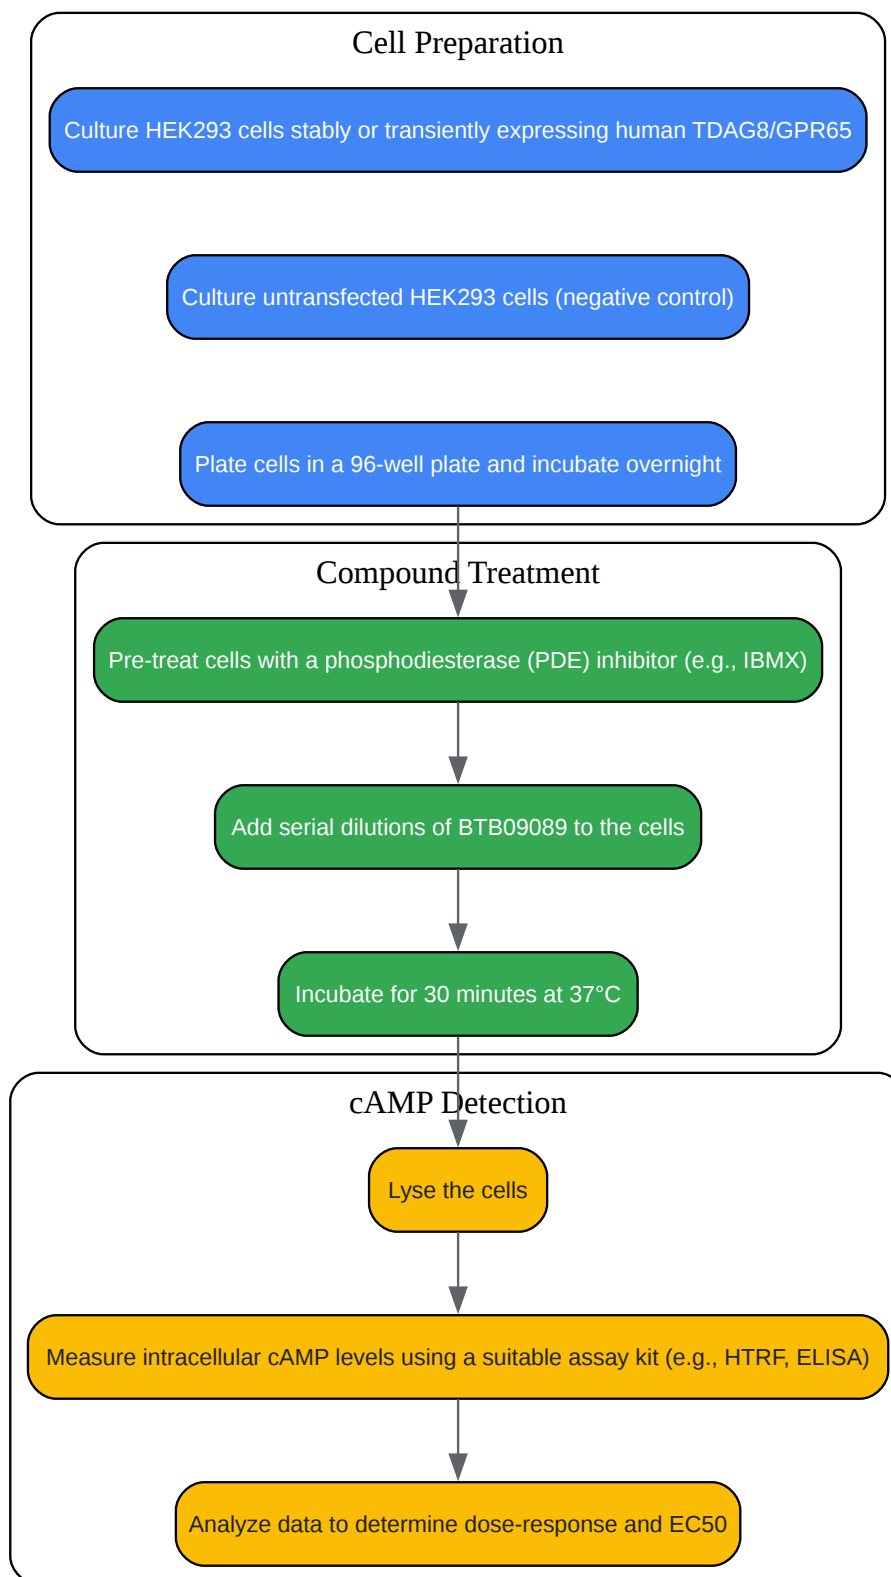 Cell Preparation
Culture HEK293 cells stably or transiently expressing human TDAG8/GPR65
Culture untransfected HEK293 cells (negative control)
Plate cells in a 96-well plate and incubate overnight
Compound Treatment
Pre-treat cells with a phosphodiesterase (PDE) inhibitor (e.g., IBMX)
Add serial dilutions of BTB09089 to the cells
Incubate for 30 minutes at 37°C
cAMP Detection
Lyse the cells
Measure intracellular cAMP levels using a suitable assay kit (e.g., HTRF, ELISA)
Analyze data to determine dose-response and EC50